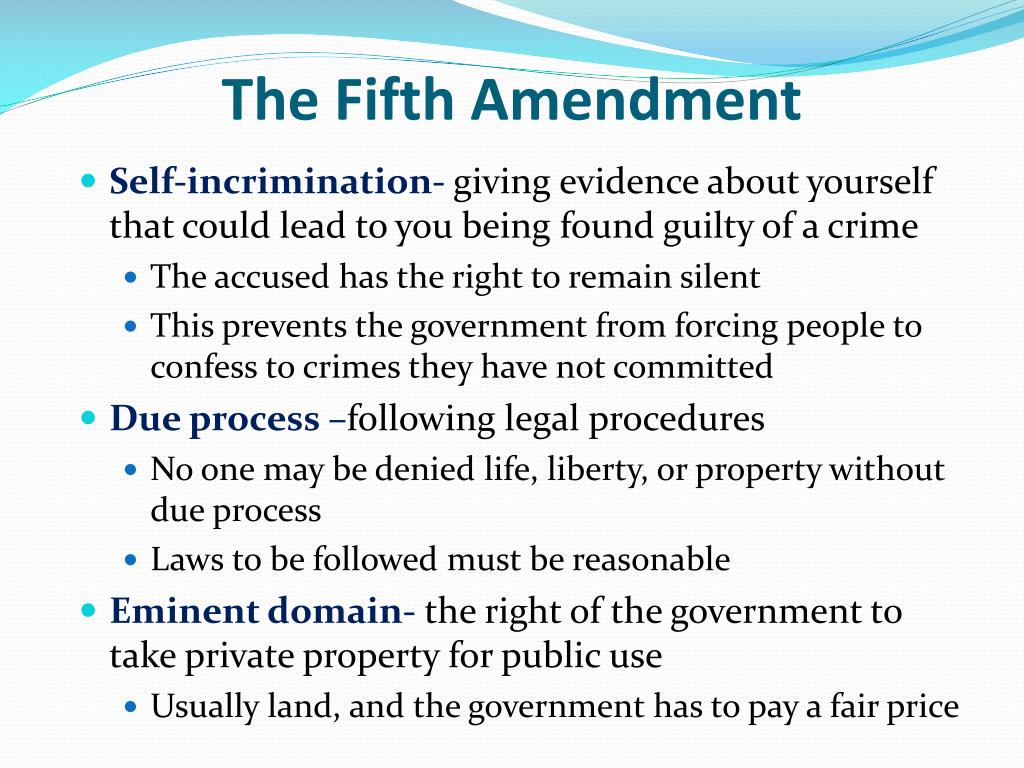 The Fifth Amendment
• Self-incrimination- giving evidence about yourself
that could lead to you being found guilty of a crime
• The accused has the right to remain silent
• This prevents the government from forcing people to
confess to crimes they have not committed
• Due process –following legal procedures
• No one may be denied life, liberty, or property without
due process
• Laws to be followed must be reasonable
• Eminent domain- the right of the government to
take private property for public use
• Usually land, and the government has to pay a fair price